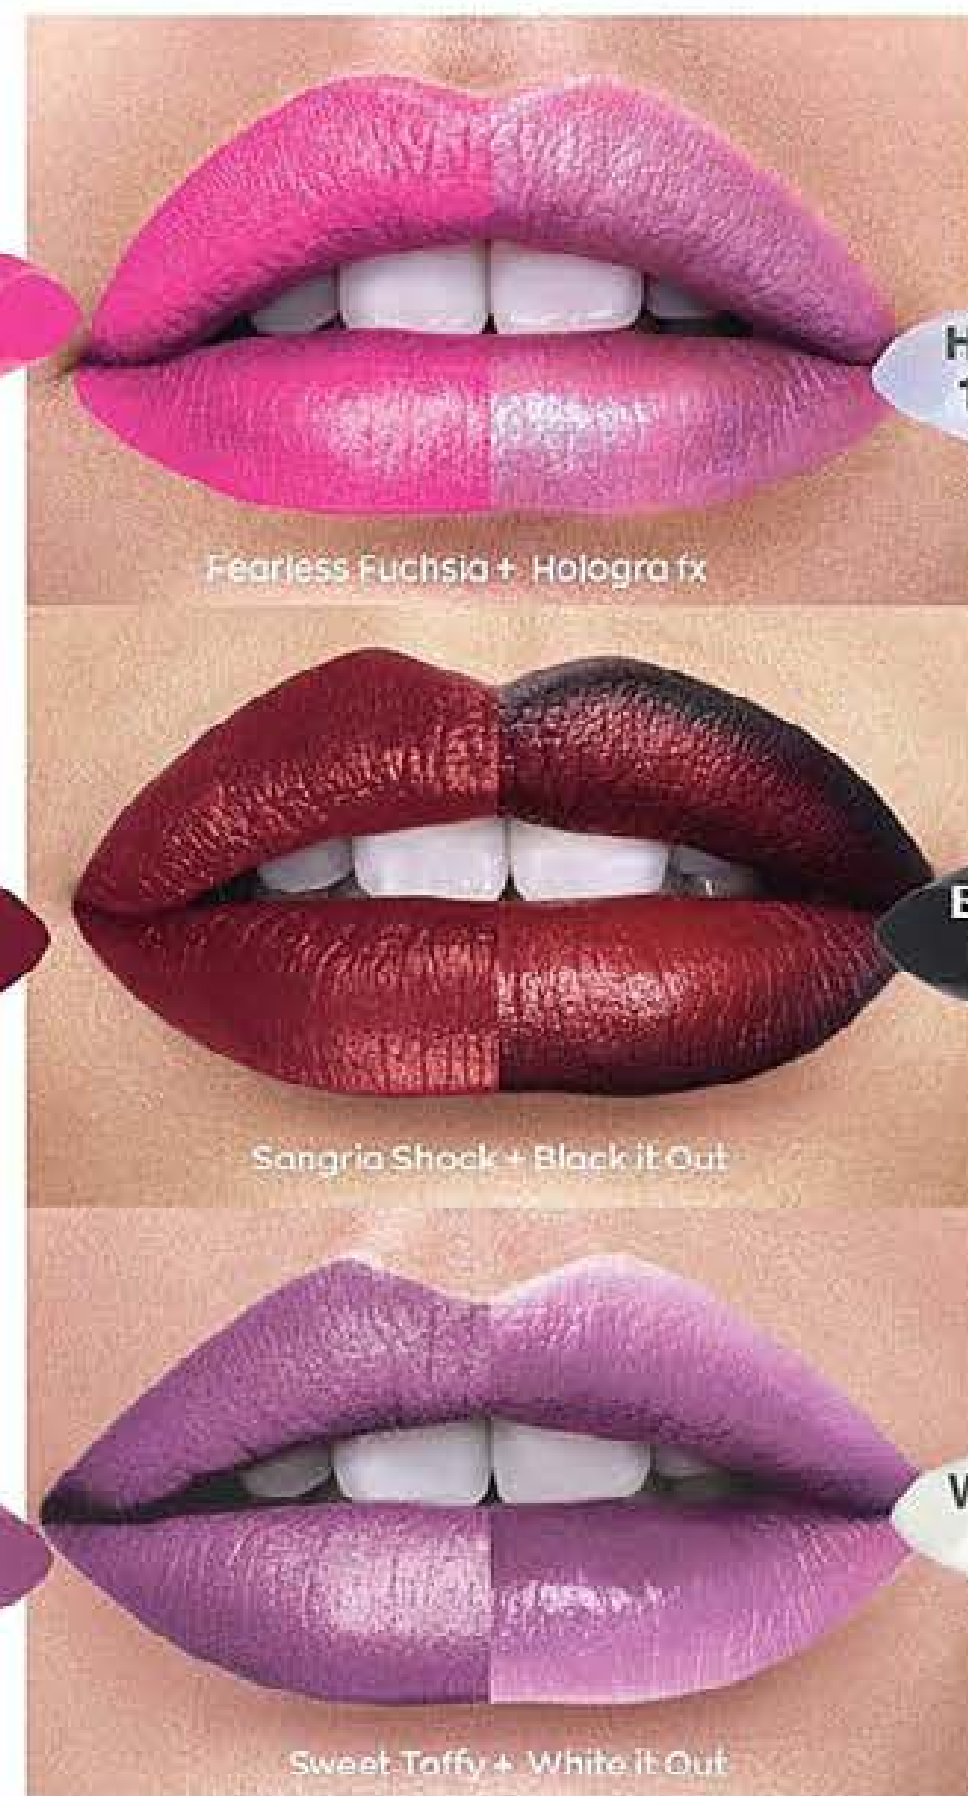 H
Fearless Fuchsia + Hologra fx
B
Sangria Shock + Black it Out
W
Sweet Taffy + White it Out